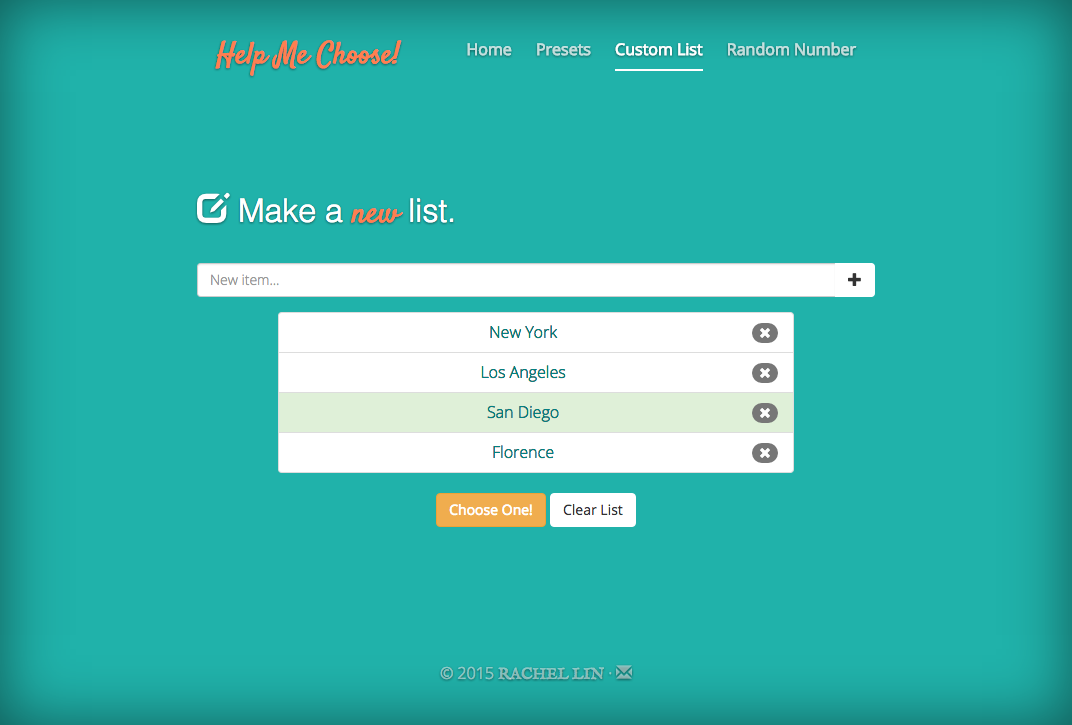 Help Me Choose! Home Presets Custom List Random Number
Make a new list.
New item...
New York
Los Angeles
San Diego
Florence
Choose One! Clear List
© 2015 RACHEL LIN ·